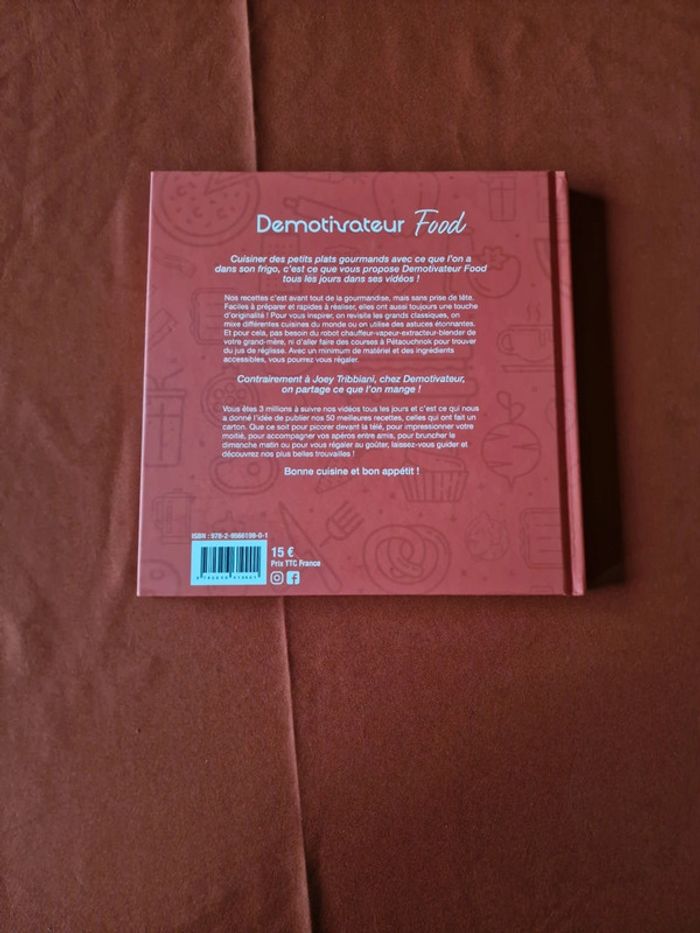 Demotivateur Food
Cuisiner des petits plats gourmands avec ce que l'on a
dans son frigo, c'est ce que vous propose Demotivateur Food
tous les jours dans ses vidéos !
Nos recettes c'est avant tout de la gourmandise, mais sans prise de tête.
Faciles à préparer et rapides à réaliser, elles ont aussi toujours une touche
d'originalité ! Pour vous inspirer, on revisite les grands classiques, on
mixe différentes cuisines du monde ou on utilise des astuces étonnantes.
Et pour cela, pas besoin du robot chauffeur-vapeur-extracteur-blender de
votre grand-mère, ni d'aller faire des courses à Pétaouchnok pour trouver
du jus de réglisse. Avec un minimum de matériel et des ingrédients
accessibles, vous pourrez vous régaler.
Contrairement à Joey Tribbiani, chez Demotivateur,
on partage ce que l'on mange !
Vous êtes 3 millions à suivre nos vidéos tous les jours et c'est ce qui nous
a donné l'idée de publier nos 50 meilleures recettes, celles qui ont fait un
carton. Que ce soit pour picorer devant la télé, pour impressionner votre
moitié, pour accompagner vos apéros entre amis, pour bruncher le
dimanche matin ou pour vous régaler au goûter, laissez-vous guider et
découvrez nos plus belles trouvailles !
Bonne cuisine et bon appétit !
ISBN : 978-2-9566199-0-1
15 €
Prix TTC France